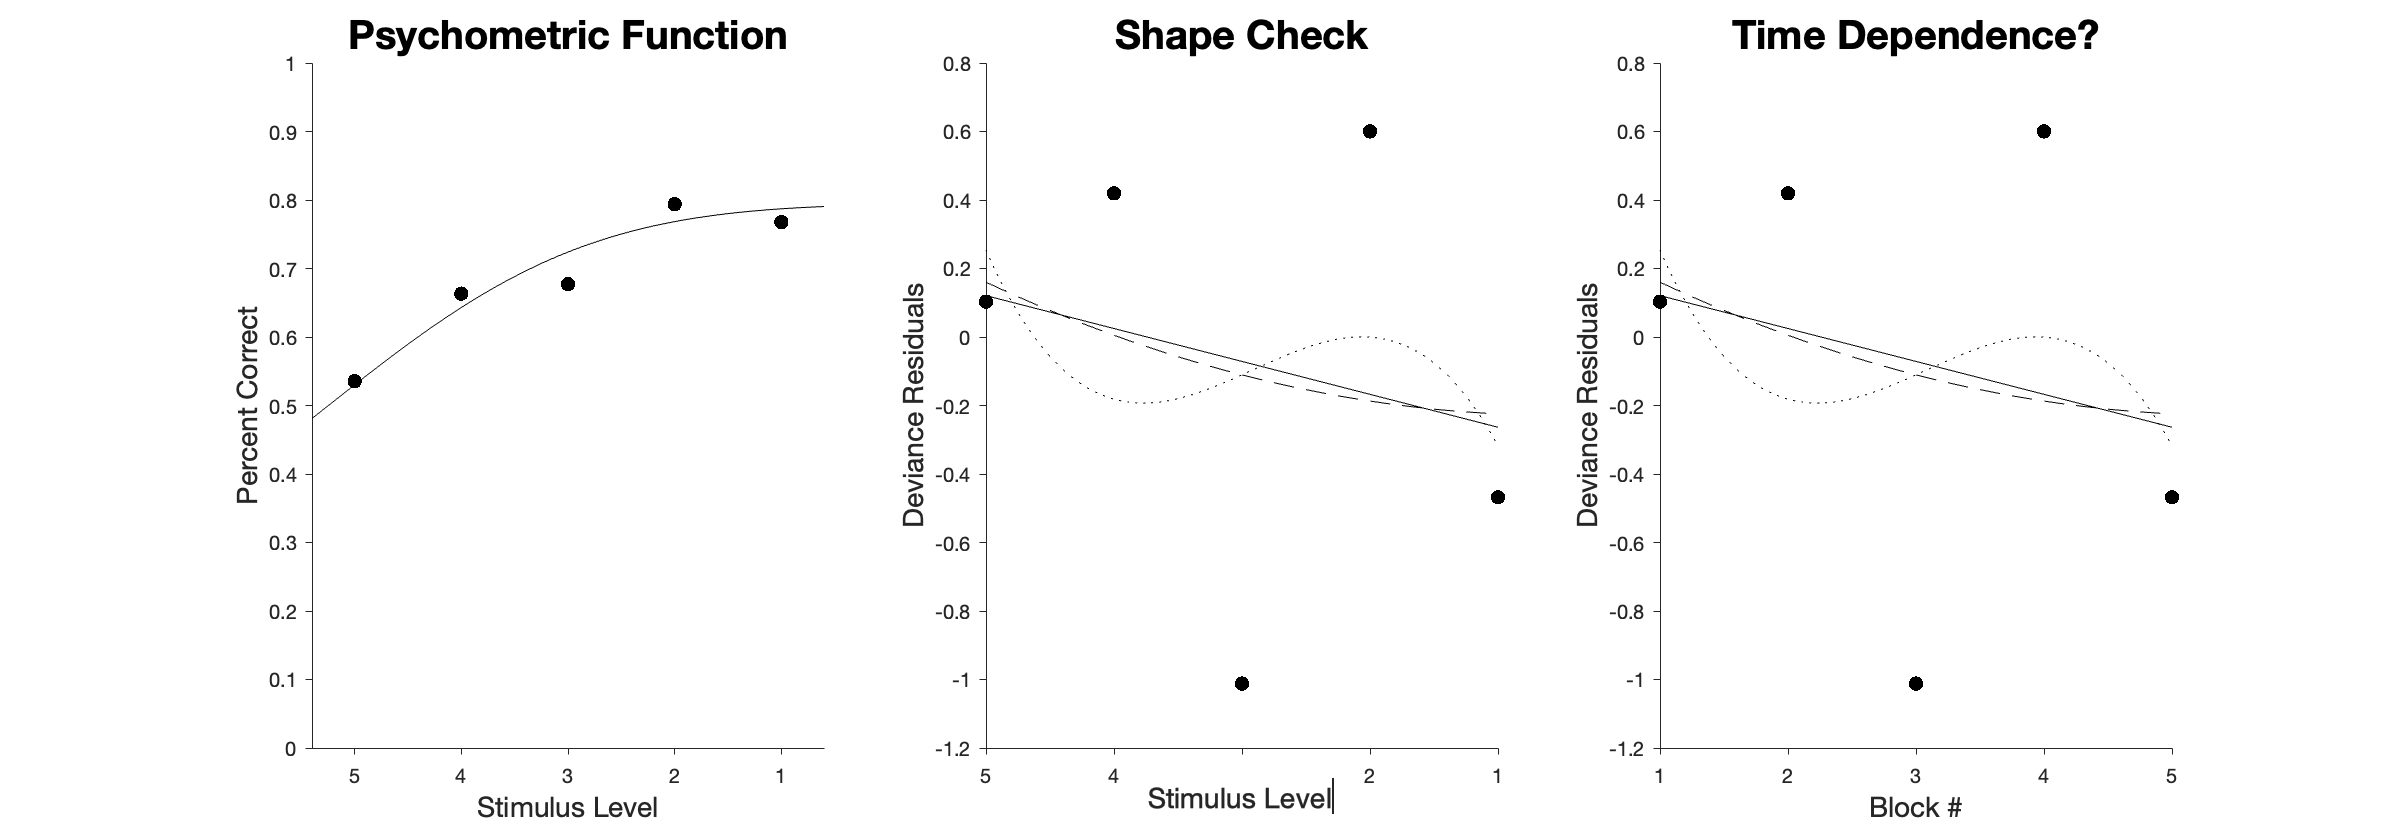 Psychometric Function
1
0.9
0.8
0.7
0.6
0.5
0.4
0.3
0.2
0.1
0
Percent Correct
5 4 3 2 1
Stimulus Level
Shape Check
0.8
0.6
0.4
0.2
0
-0.2
-0.4
-0.6
-0.8
-1
-1.2
Deviance Residuals
5 4 2 1
Stimulus Level
Time Dependence?
0.8
0.6
0.4
0.2
0
-0.2
-0.4
-0.6
-0.8
-1
-1.2
Deviance Residuals
1 2 3 4 5
Block #